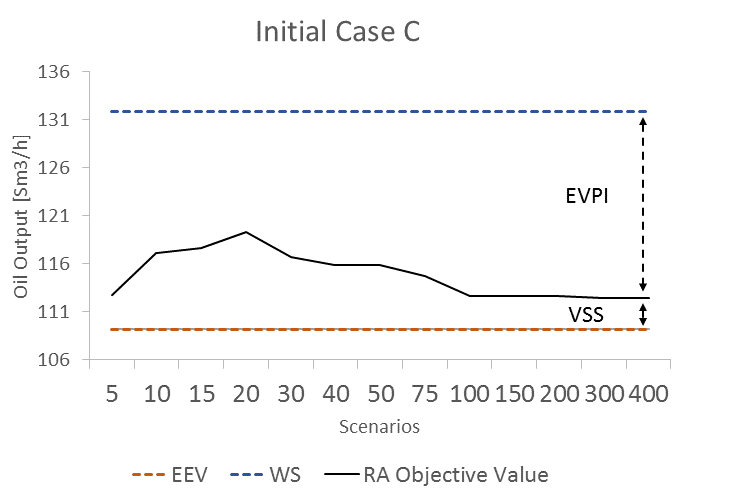 Initial Case C
Oil Output [Sm3/h]
136
131
126
121
116
111
106
EVPI
VSS
5 10 15 20 30 40 50 75 100 150 200 300 400
Scenarios
EEV WS RA Objective Value